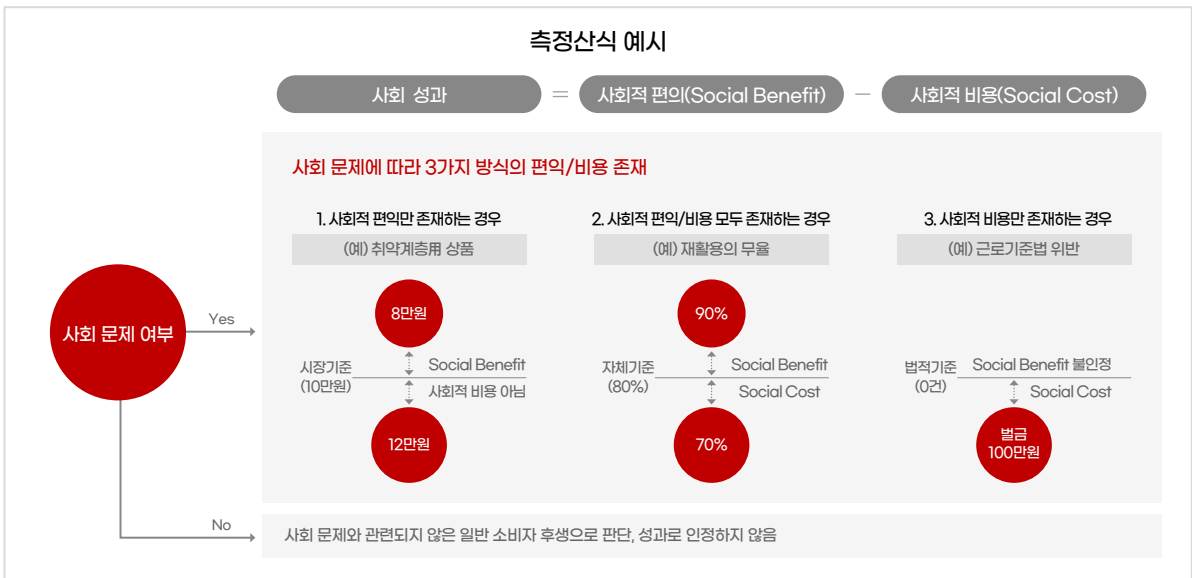 측정산식 예시
사회 성과 = 사회적 편의(Social Benefit) − 사회적 비용(Social Cost)
사회 문제에 따라 3가지 방식의 편익/비용 존재
1. 사회적 편익만 존재하는 경우
(예) 취약계층用 상품
8만원
시장기준
(10만원)
Social Benefit
사회적 비용 아님
12만원
2. 사회적 편익/비용 모두 존재하는 경우
(예) 재활용의 무율
90%
자체기준
(80%)
Social Benefit
Social Cost
70%
3. 사회적 비용만 존재하는 경우
(예) 근로기준법 위반
법적기준
(0건)
Social Benefit 불인정
Social Cost
벌금
100만원
사회 문제 여부
Yes
No
사회 문제와 관련되지 않은 일반 소비자 후생으로 판단, 성과로 인정하지 않음